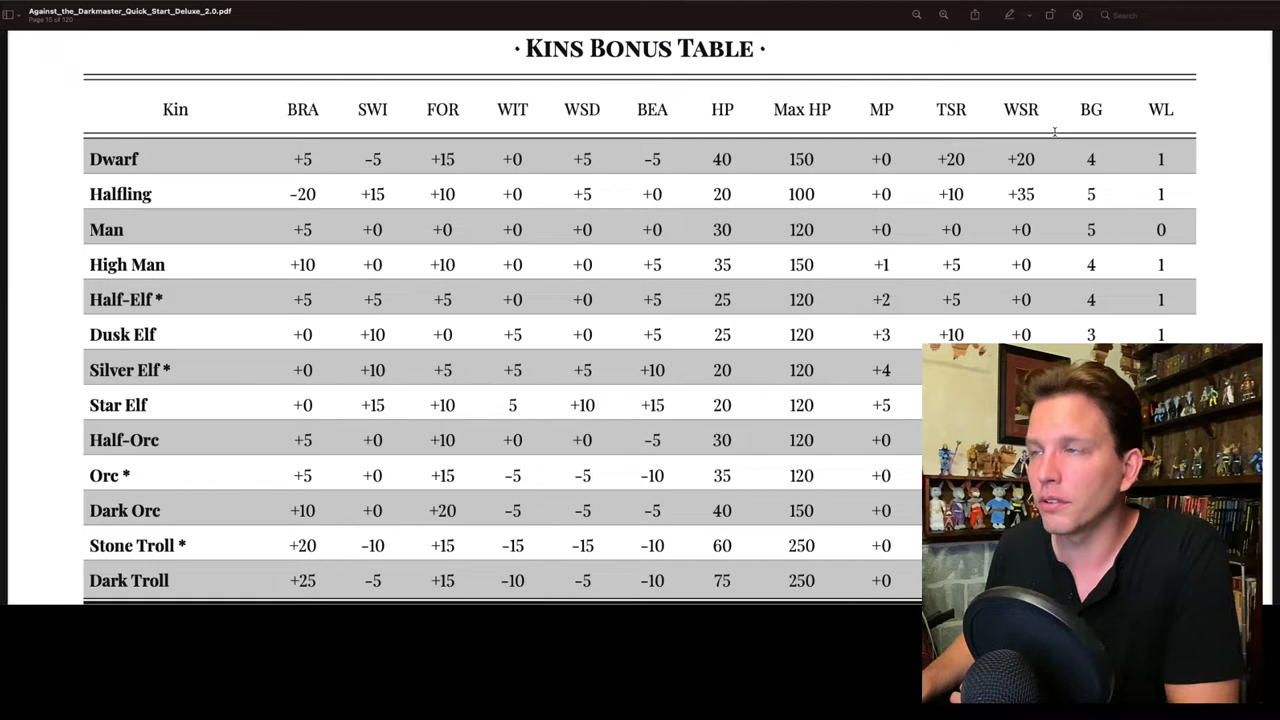 Against_the_Darkmaster_Quick_Start_Deluxe_2.0.pdf
Page 15 of 120
Search
· Kins Bonus Table ·
Kin BRA SWI FOR WIT WSD BEA HP Max HP MP TSR WSR BG WL
Dwarf +5 -5 +15 +0 +5 -5 40 150 +0 +20 +20 4 1
Halfling -20 +15 +10 +0 +5 +0 20 100 +0 +10 +35 5 1
Man +5 +0 +0 +0 +0 +0 30 120 +0 +0 +0 5 0
High Man +10 +0 +10 +0 +0 +5 35 150 +1 +5 +0 4 1
Half-Elf * +5 +5 +5 +0 +0 +5 25 120 +2 +5 +0 4 1
Dusk Elf +0 +10 +0 +5 +0 +5 25 120 +3 +10 +0 3 1
Silver Elf * +0 +10 +5 +5 +5 +10 20 120 +4
Star Elf +0 +15 +10 5 +10 +15 20 120 +5
Half-Orc +5 +0 +10 +0 +0 -5 30 120 +0
Orc * +5 +0 +15 -5 -5 -10 35 120 +0
Dark Orc +10 +0 +20 -5 -5 -5 40 150 +0
Stone Troll * +20 -10 +15 -15 -15 -10 60 250 +0
Dark Troll +25 -5 +15 -10 -5 -10 75 250 +0